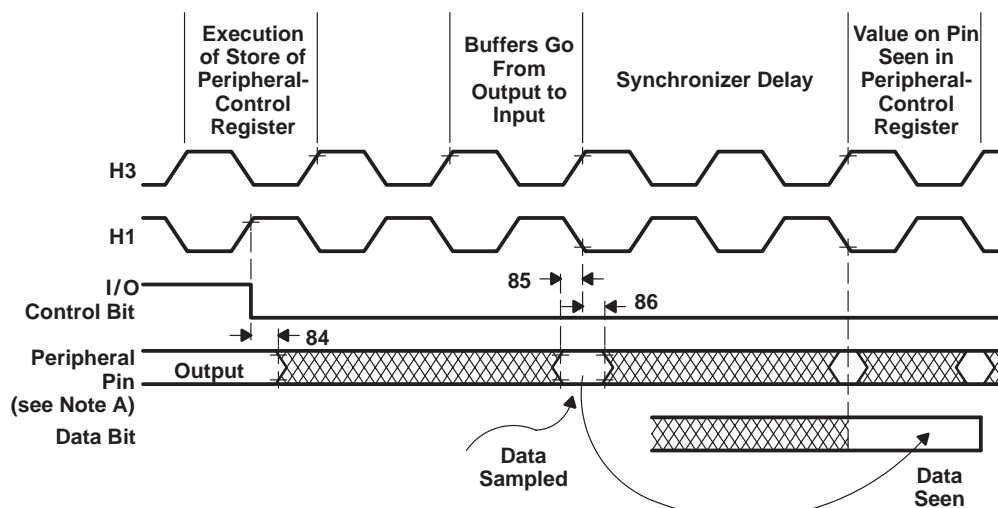 Execution
of Store of
Peripheral-
Control
Register
Buffers Go
From
Output to
Input
Synchronizer Delay
Value on Pin
Seen in
Peripheral-
Control
Register
H3
H1
I/O
Control Bit
85
86
84
Peripheral
Pin
(see Note A)
Output
Data Bit
Data
Sampled
Data
Seen